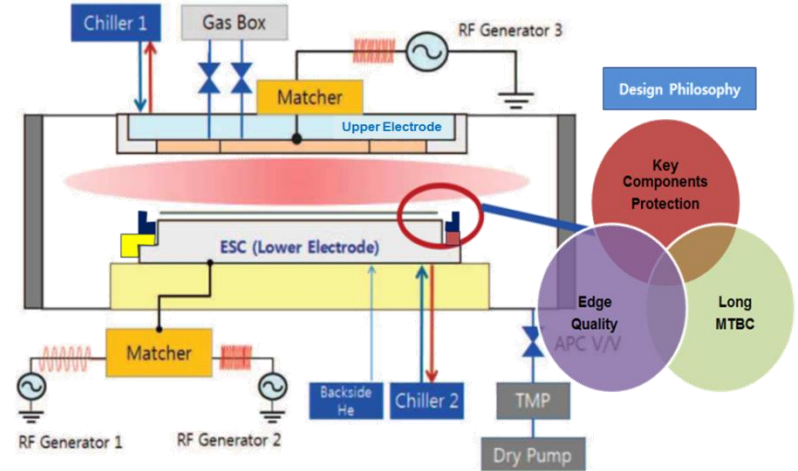 Chiller 1
Gas Box
RF Generator 3
Matcher
Design Philosophy
Upper Electrode
Key
Components
Protection
ESC (Lower Electrode)
Edge
Quality
Long
MTBC
Matcher
APC V/V
Backside
He
Chiller 2
TMP
RF Generator 1
RF Generator 2
Dry Pump